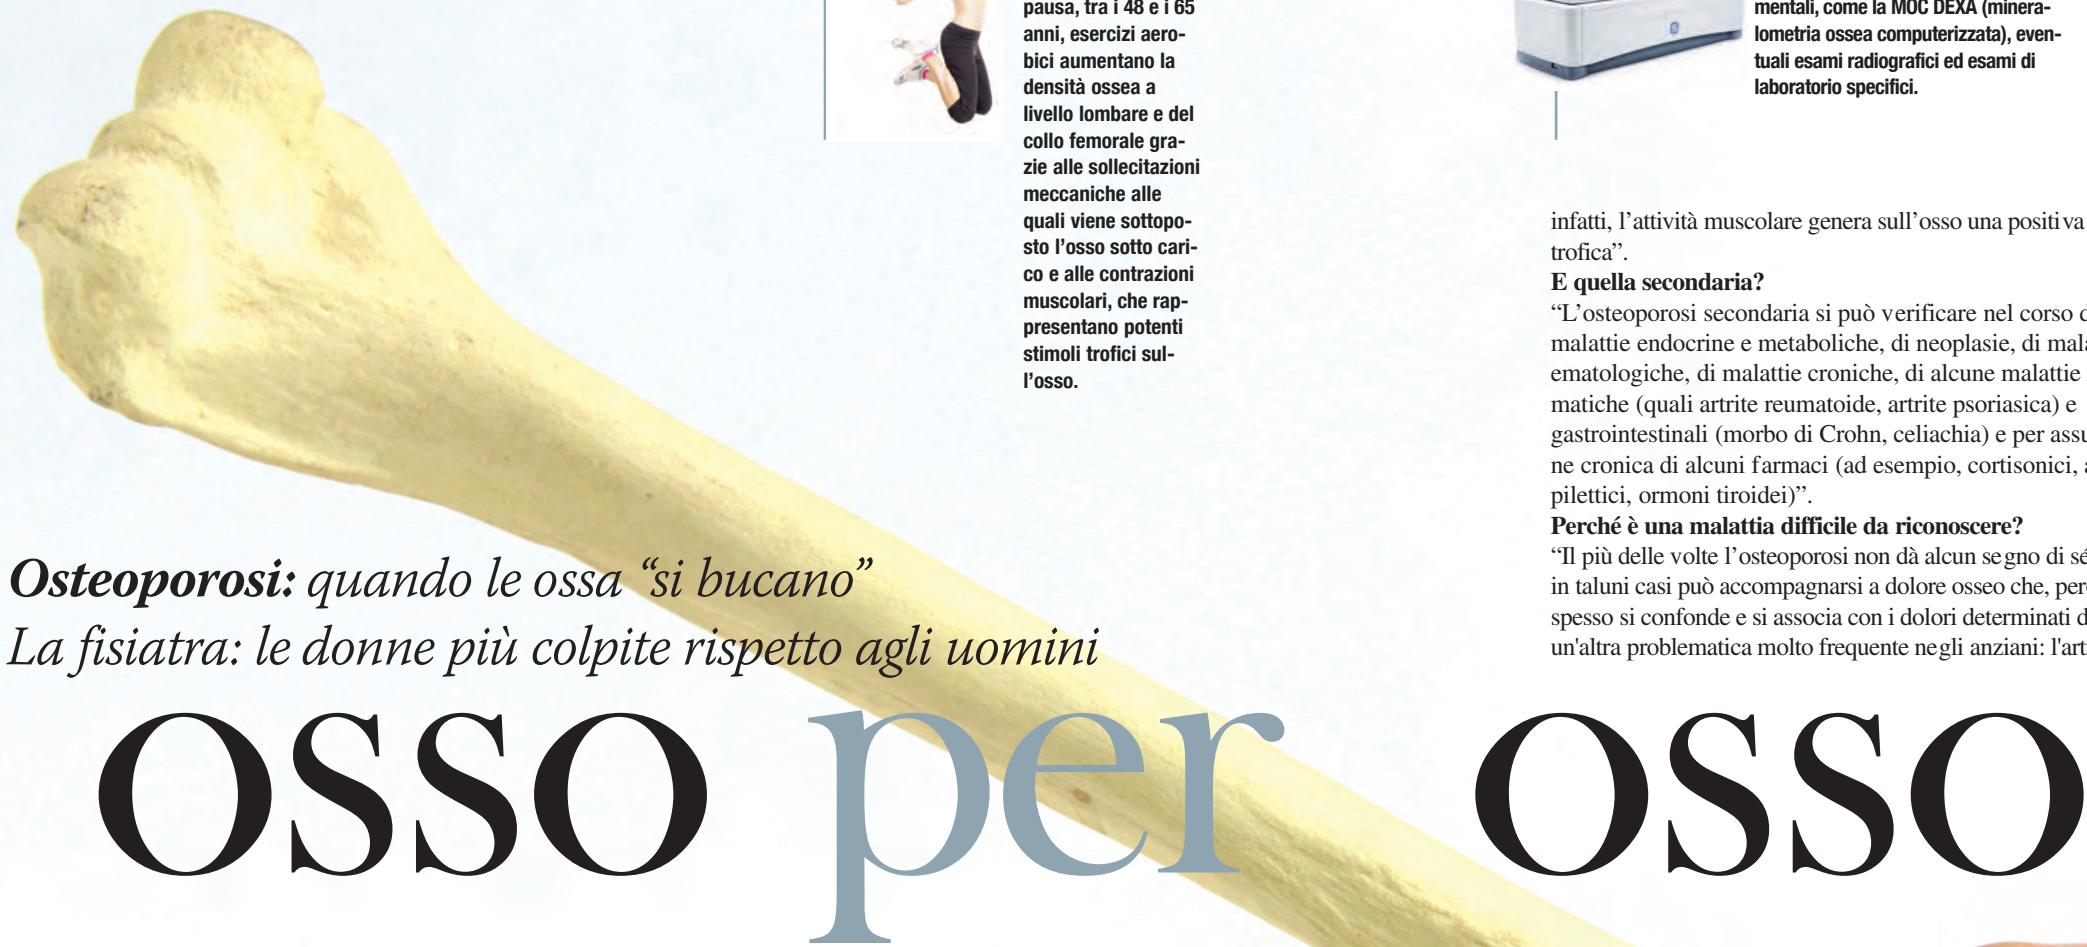 pausa, tra i 48 e i 65
anni, esercizi aero-
bici aumentano la
densità ossea a
livello lombare e del
collo femorale gra-
zie alle sollecitazioni
meccaniche alle
quali viene sottopo-
sto l’osso sotto cari-
co e alle contrazioni
muscolari, che rap-
presentano potenti
stimoli trofici sul-
l’osso.
mentali, come la MOC DEXA (minera-
lometria ossea computerizzata), even-
tuali esami radiografici ed esami di
laboratorio specifici.
infatti, l’attività muscolare genera sull’osso una positiva
trofica”.
E quella secondaria?
“L’osteoporosi secondaria si può verificare nel corso d
malattie endocrine e metaboliche, di neoplasie, di mala
ematologiche, di malattie croniche, di alcune malattie
matiche (quali artrite reumatoide, artrite psoriasica) e
gastrointestinali (morbo di Crohn, celiachia) e per assu
ne cronica di alcuni farmaci (ad esempio, cortisonici, a
pilettici, ormoni tiroidei)”.
Perché è una malattia difficile da riconoscere?
“Il più delle volte l’osteoporosi non dà alcun segno di sé
in taluni casi può accompagnarsi a dolore osseo che, per
spesso si confonde e si associa con i dolori determinati d
un'altra problematica molto frequente negli anziani: l'art
Osteoporosi: quando le ossa “si bucano”
La fisiatra: le donne più colpite rispetto agli uomini
osso per osso